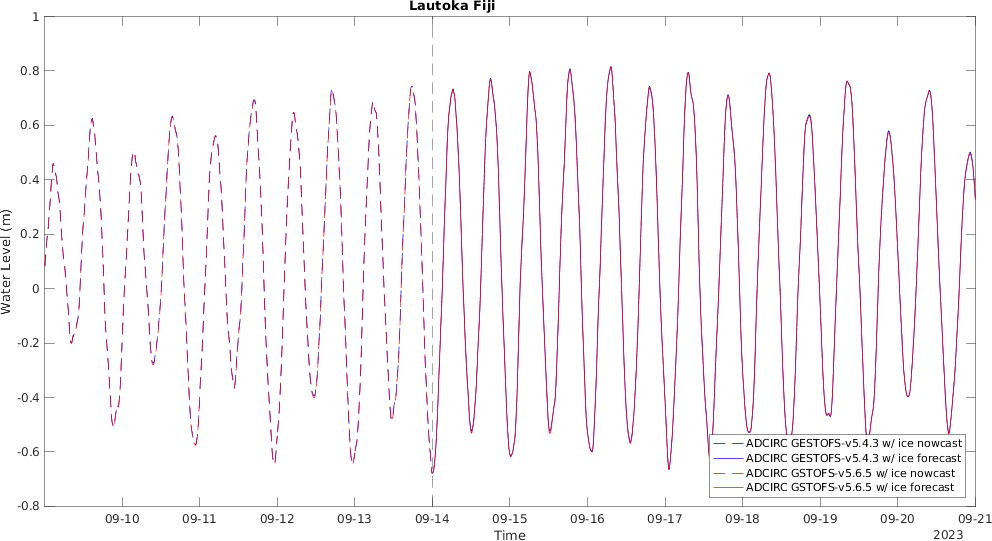 Lautoka Fiji
1
0.8
0.6
0.4
0.2
0
-0.2
-0.4
-0.6
-0.8
Water Level (m)
ADCIRC GESTOFS-v5.4.3 w/ ice nowcast
ADCIRC GESTOFS-v5.4.3 w/ ice forecast
ADCIRC GSTOFS-v5.6.5 w/ ice nowcast
ADCIRC GSTOFS-v5.6.5 w/ ice forecast
09-10 09-11 09-12 09-13 09-14 09-15 09-16 09-17 09-18 09-19 09-20 09-21
Time
2023